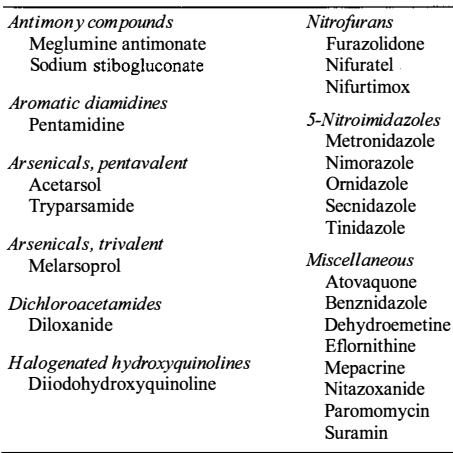 Antimony compounds
Meglumine antimonate
Sodium stibogluconate
Aromatic diamidines
Pentamidine
Arsenicals, pentavalent
Acetarsol
Tryparsamide
Arsenicals, trivalent
Melarsoprol
Dichloroacetamides
Diloxanide
Halogenated hydroxyquinolines
Diiodohydroxyquinoline
Nitrofurans
Furazolidone
Nifuratel
Nifurtimox
5-Nitroimidazoles
Metronidazole
Nimorazole
Ornidazole
Secnidazole
Tinidazole
Miscellaneous
Atovaquone
Benznidazole
Dehydroemetine
Eflornithine
Mepacrine
Nitazoxanide
Paromomycin
Suramin